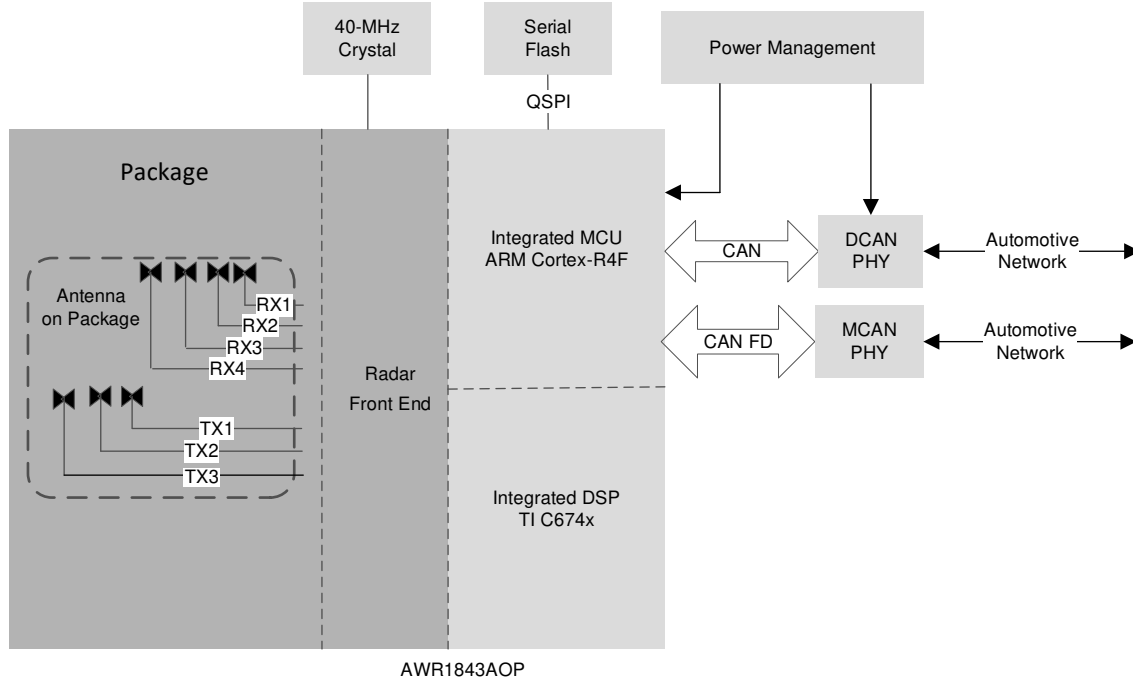 40-MHz
Crystal
Serial
Flash
Power Management
QSPI
Package
Integrated MCU
ARM Cortex-R4F
CAN
DCAN
PHY
Automotive
Network
Antenna
on Package
RX1
RX2
RX3
RX4
CAN FD
MCAN
PHY
Automotive
Network
Radar
Front End
TX1
TX2
TX3
Integrated DSP
TI C674x
AWR1843AOP